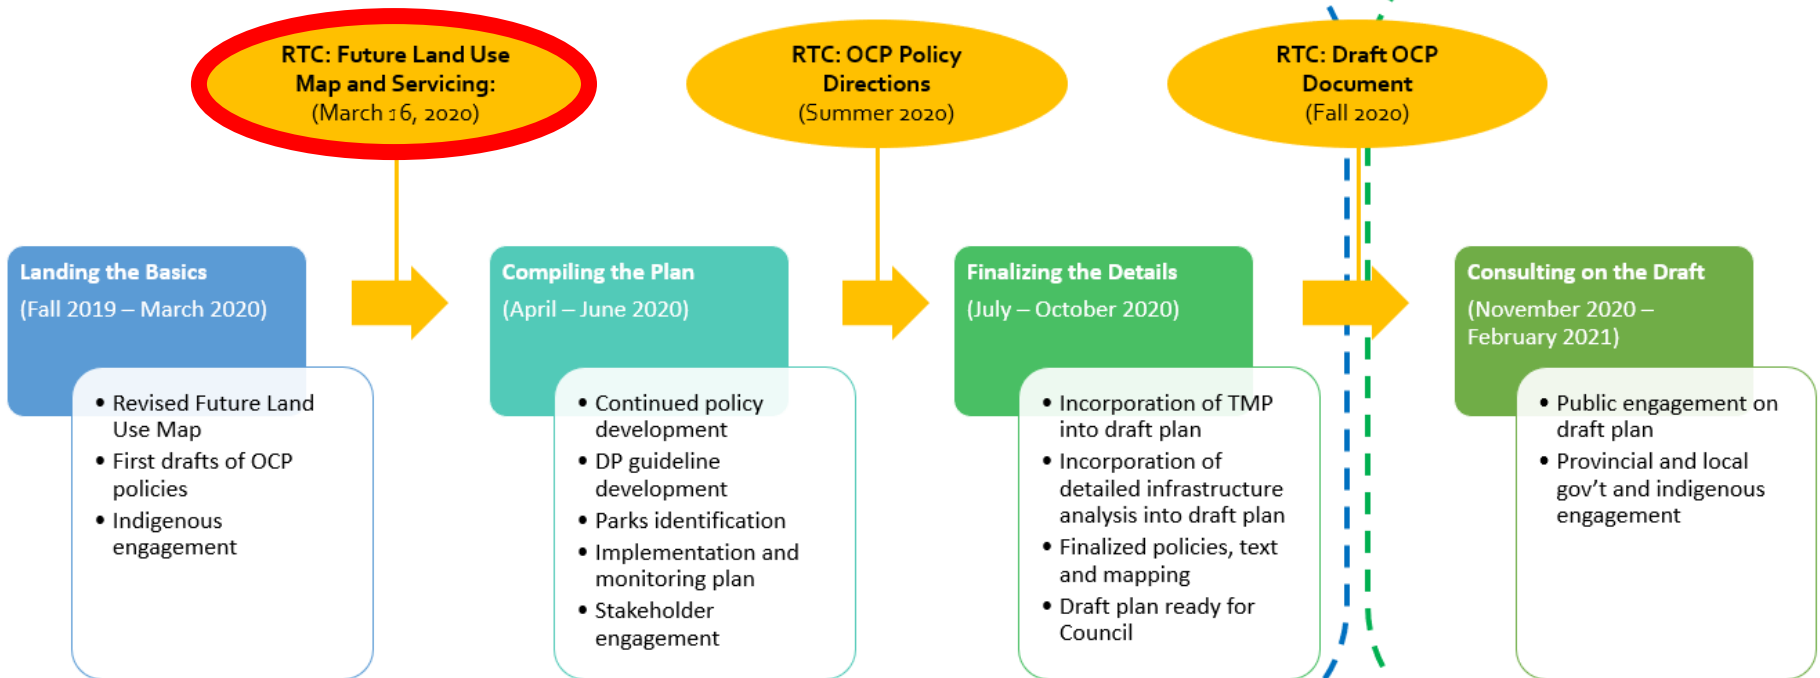 RTC: Future Land Use
Map and Servicing:
(March 16, 2020)
RTC: OCP Policy
Directions
(Summer 2020)
RTC: Draft OCP
Document
(Fall 2020)
Landing the Basics
(Fall 2019 – March 2020)
• Revised Future Land
Use Map
• First drafts of OCP
policies
• Indigenous
engagement
Compiling the Plan
(April – June 2020)
• Continued policy
development
• DP guideline
development
• Parks identification
• Implementation and
monitoring plan
• Stakeholder
engagement
Finalizing the Details
(July – October 2020)
• Incorporation of TMP
into draft plan
• Incorporation of
detailed infrastructure
analysis into draft plan
• Finalized policies, text
and mapping
• Draft plan ready for
Council
Consulting on the Draft
(November 2020 –
February 2021)
• Public engagement on
draft plan
• Provincial and local
gov’t and indigenous
engagement